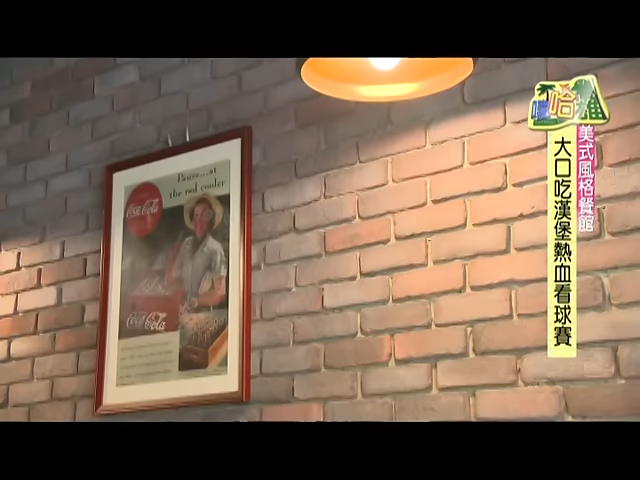 Pause...at
the red cooler
Coca-Cola
Coca-Cola
哈
美式風格餐館
大口吃漢堡熱血看球賽